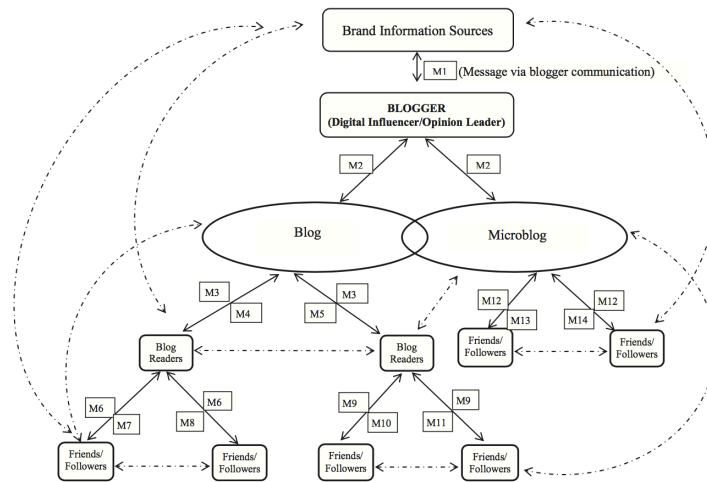 Brand Information Sources
M1 (Message via blogger communication)
BLOGGER
(Digital Influencer/Opinion Leader)
M2 M2
Blog Microblog
M3 M3 M12 M12
M4 M5 M13 M14
Blog
Readers
Blog
Readers
Friends/
Followers
Friends/
Followers
M6 M6 M9 M9
M7 M8 M10 M11
Friends/
Followers
Friends/
Followers
Friends/
Followers
Friends/
Followers